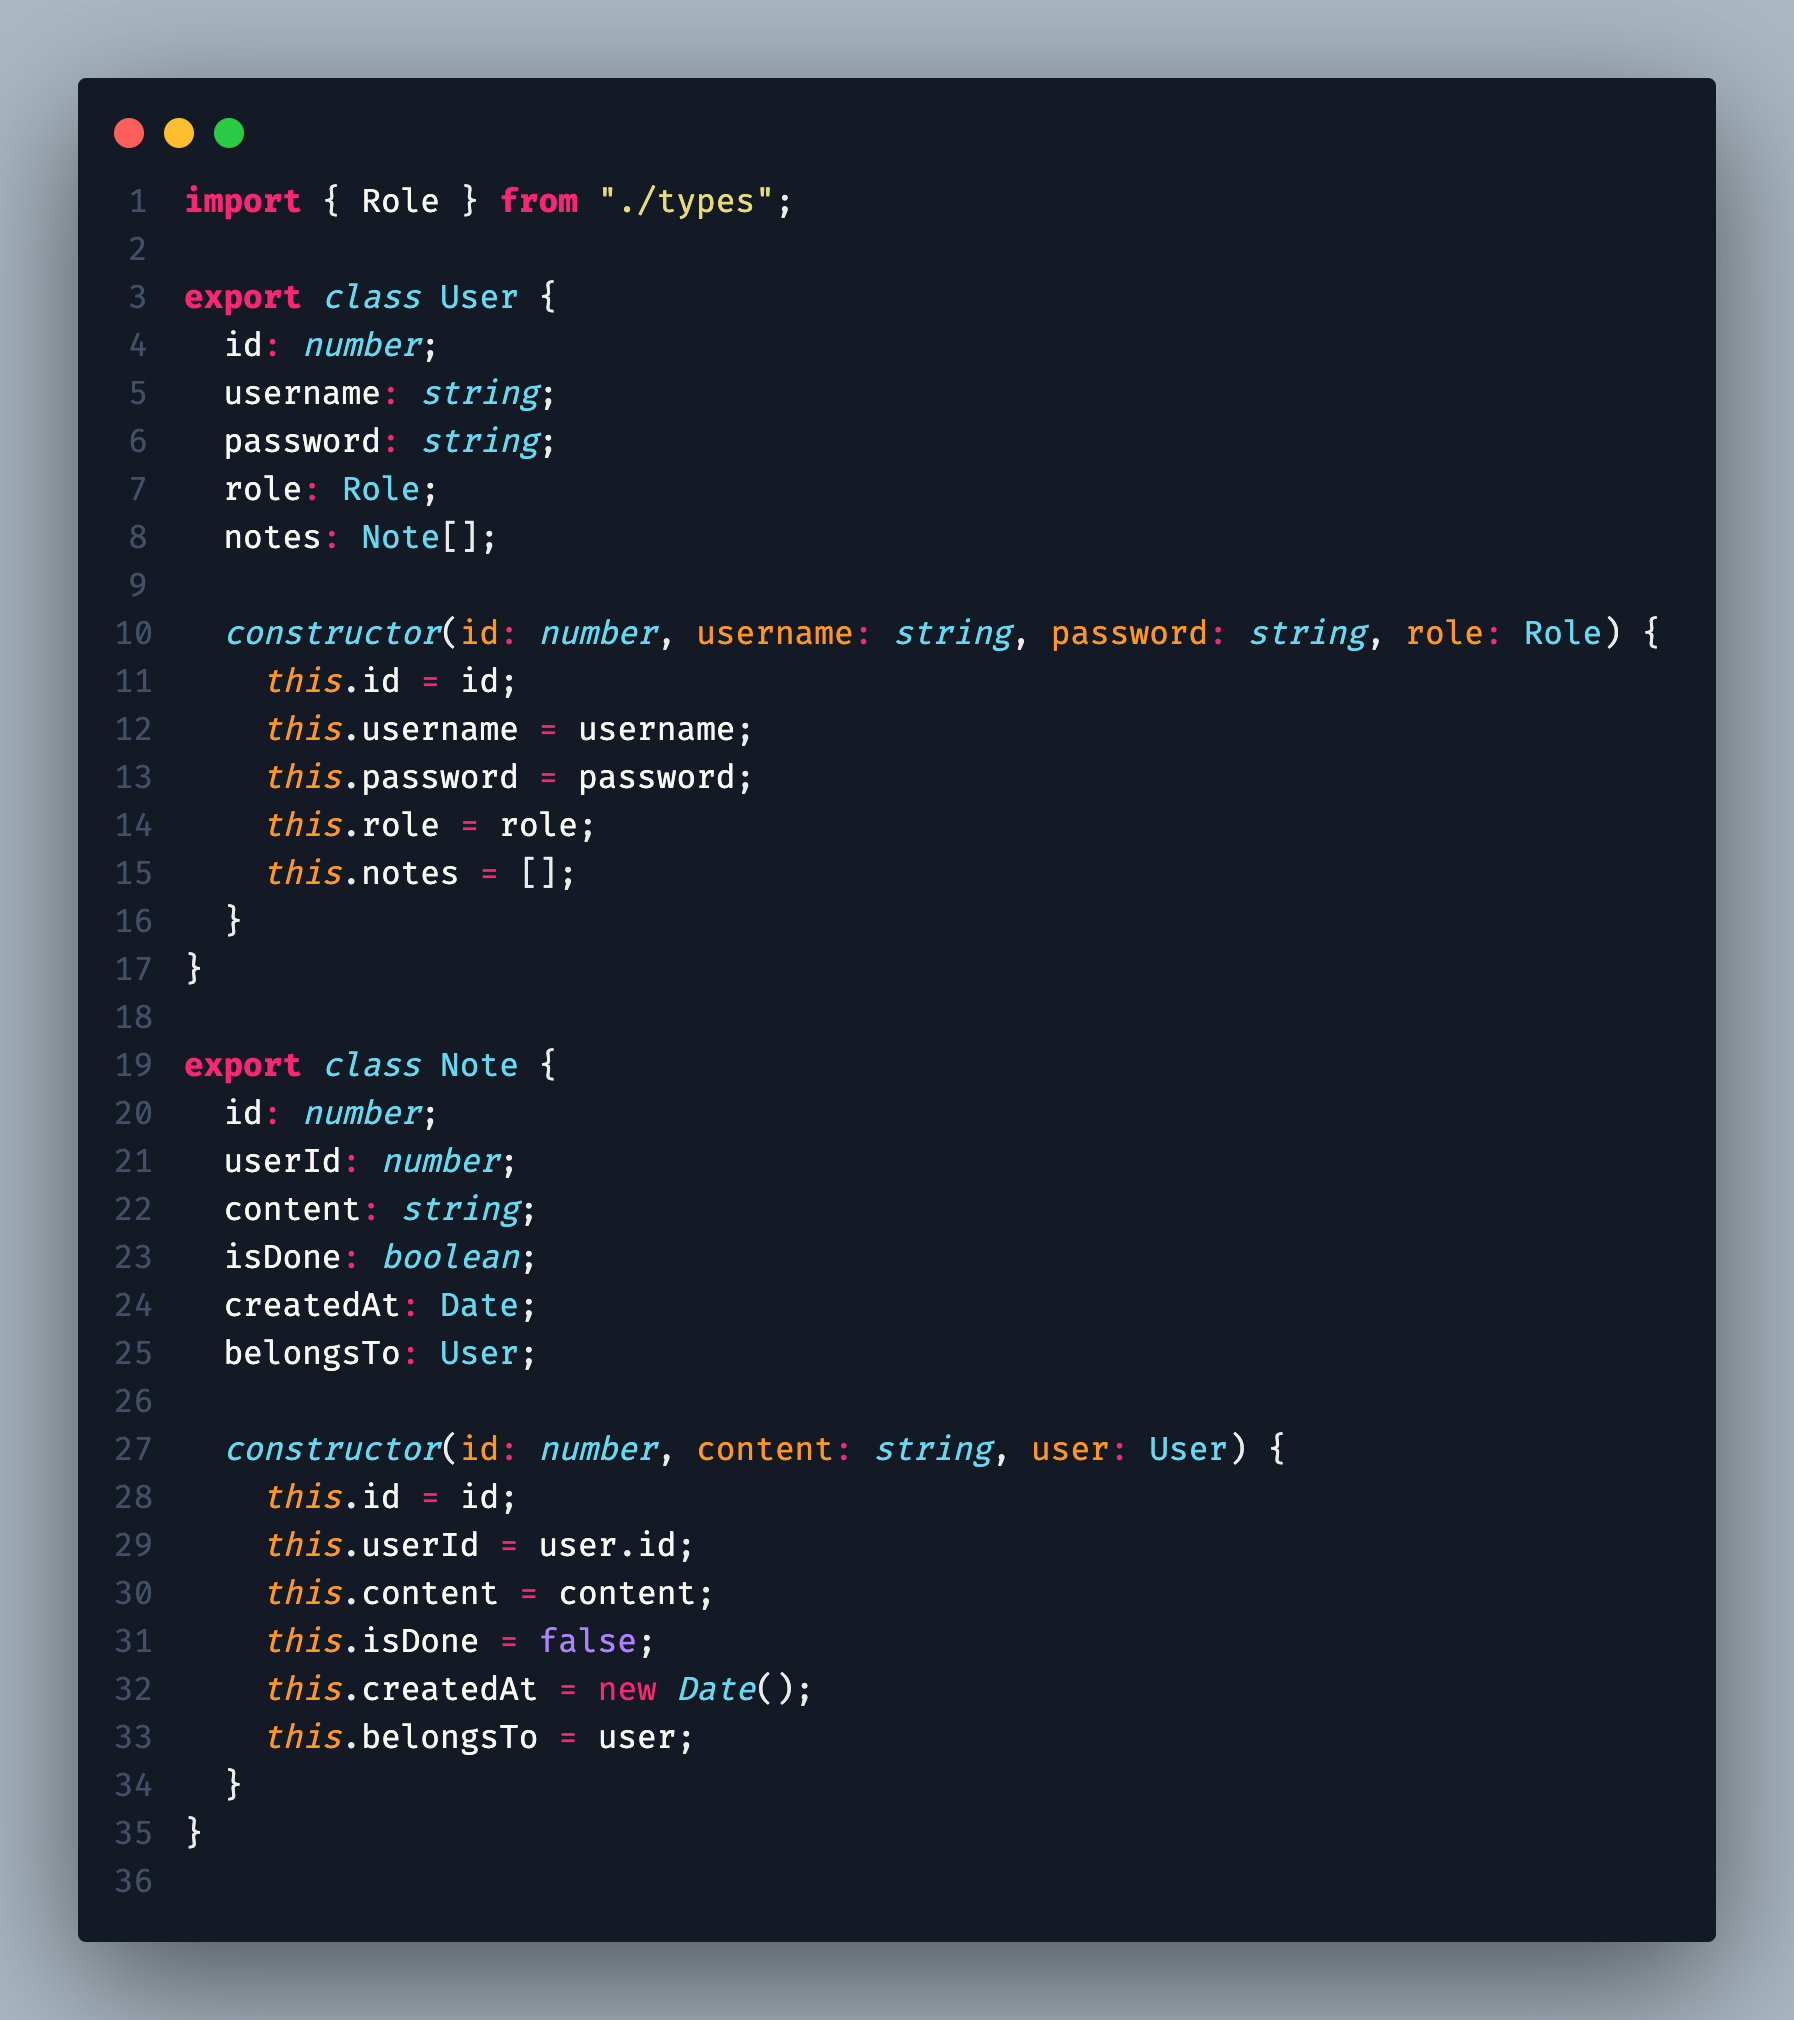 1 import { Role } from "./types";
2
3 export class User {
4   id: number;
5   username: string;
6   password: string;
7   role: Role;
8   notes: Note[];
9
10   constructor(id: number, username: string, password: string, role: Role) {
11     this.id = id;
12     this.username = username;
13     this.password = password;
14     this.role = role;
15     this.notes = [];
16   }
17 }
18
19 export class Note {
20   id: number;
21   userId: number;
22   content: string;
23   isDone: boolean;
24   createdAt: Date;
25   belongsTo: User;
26
27   constructor(id: number, content: string, user: User) {
28     this.id = id;
29     this.userId = user.id;
30     this.content = content;
31     this.isDone = false;
32     this.createdAt = new Date();
33     this.belongsTo = user;
34   }
35 }
36